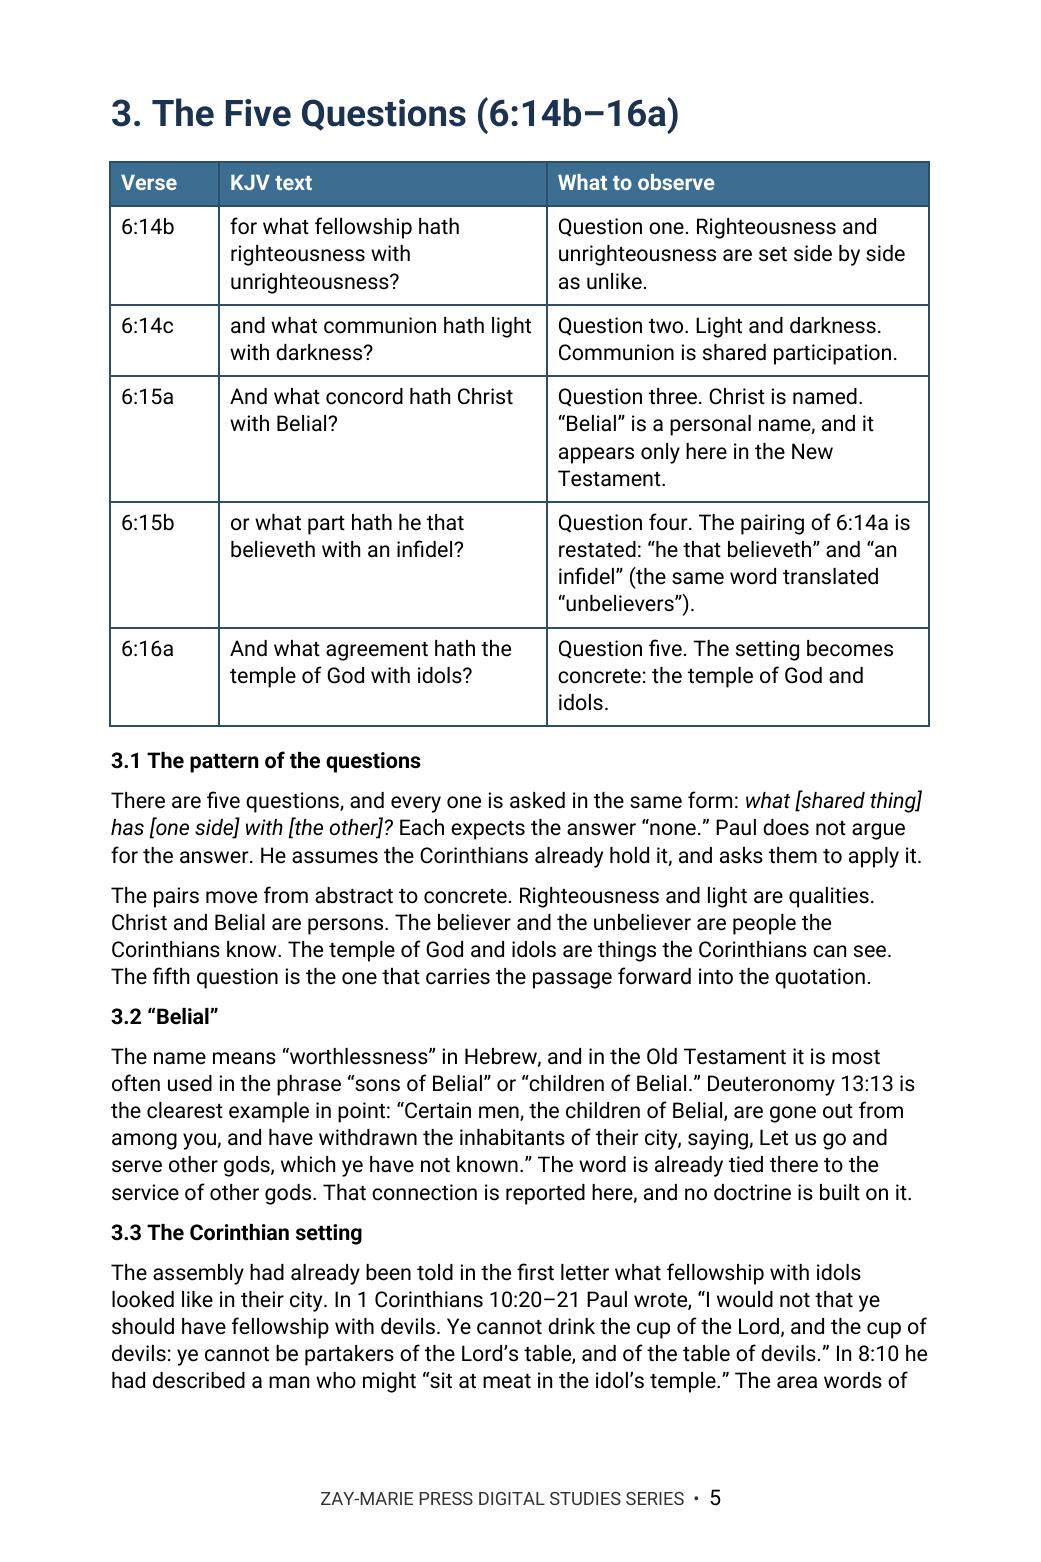 3. The Five Questions (6:14b–16a)
Verse
KJV text
What to observe
6:14b
for what fellowship hath
righteousness with
unrighteousness?
Question one. Righteousness and
unrighteousness are set side by side
as unlike.
6:14c
and what communion hath light
with darkness?
Question two. Light and darkness.
Communion is shared participation.
6:15a
And what concord hath Christ
with Belial?
Question three. Christ is named.
“Belial” is a personal name, and it
appears only here in the New
Testament.
6:15b
or what part hath he that
believeth with an infidel?
Question four. The pairing of 6:14a is
restated: “he that believeth” and “an
infidel” (the same word translated
“unbelievers”).
6:16a
And what agreement hath the
temple of God with idols?
Question five. The setting becomes
concrete: the temple of God and
idols.
3.1 The pattern of the questions
There are five questions, and every one is asked in the same form: what [shared thing]
has [one side] with [the other]? Each expects the answer “none.” Paul does not argue
for the answer. He assumes the Corinthians already hold it, and asks them to apply it.
The pairs move from abstract to concrete. Righteousness and light are qualities.
Christ and Belial are persons. The believer and the unbeliever are people the
Corinthians know. The temple of God and idols are things the Corinthians can see.
The fifth question is the one that carries the passage forward into the quotation.
3.2 “Belial”
The name means “worthlessness” in Hebrew, and in the Old Testament it is most
often used in the phrase “sons of Belial” or “children of Belial.” Deuteronomy 13:13 is
the clearest example in point: “Certain men, the children of Belial, are gone out from
among you, and have withdrawn the inhabitants of their city, saying, Let us go and
serve other gods, which ye have not known.” The word is already tied there to the
service of other gods. That connection is reported here, and no doctrine is built on it.
3.3 The Corinthian setting
The assembly had already been told in the first letter what fellowship with idols
looked like in their city. In 1 Corinthians 10:20–21 Paul wrote, “I would not that ye
should have fellowship with devils. Ye cannot drink the cup of the Lord, and the cup of
devils: ye cannot be partakers of the Lord’s table, and of the table of devils.” In 8:10 he
had described a man who might “sit at meat in the idol’s temple.” The area words of
ZAY-MARIE PRESS DIGITAL STUDIES SERIES • 5